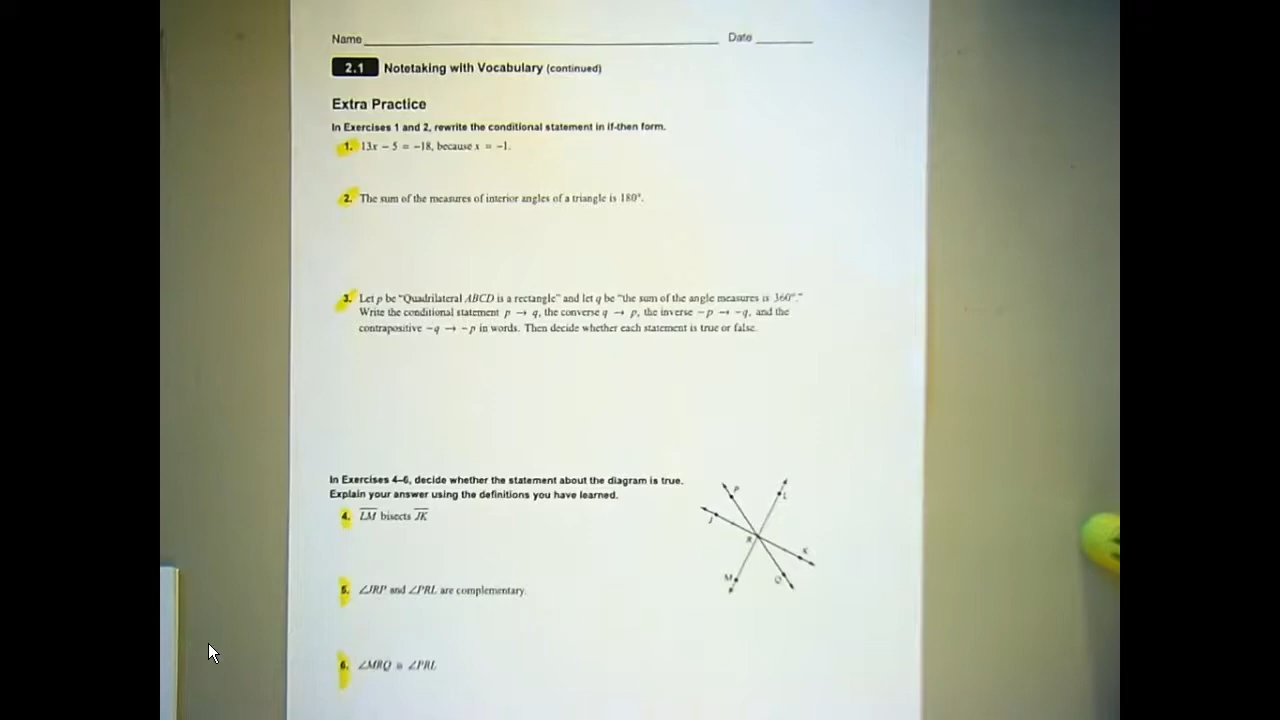 Name Date
2.1 Notetaking with Vocabulary (continued)
Extra Practice
In Exercises 1 and 2, rewrite the conditional statement in if-then form.
1. 13x − 5 = −18, because x = −1.
2. The sum of the measures of interior angles of a triangle is 180°.
3. Let p be "Quadrilateral ABCD is a rectangle" and let q be "the sum of the angle measures is 360°."
Write the conditional statement p → q, the converse q → p, the inverse ~p → ~q, and the
contrapositive ~q → ~p in words. Then decide whether each statement is true or false.
In Exercises 4–6, decide whether the statement about the diagram is true.
Explain your answer using the definitions you have learned.
4. LM bisects JK
5. ∠JRP and ∠PRL are complementary.
6. ∠MRQ ≅ ∠PRL
P
L
J
R
K
M
Q